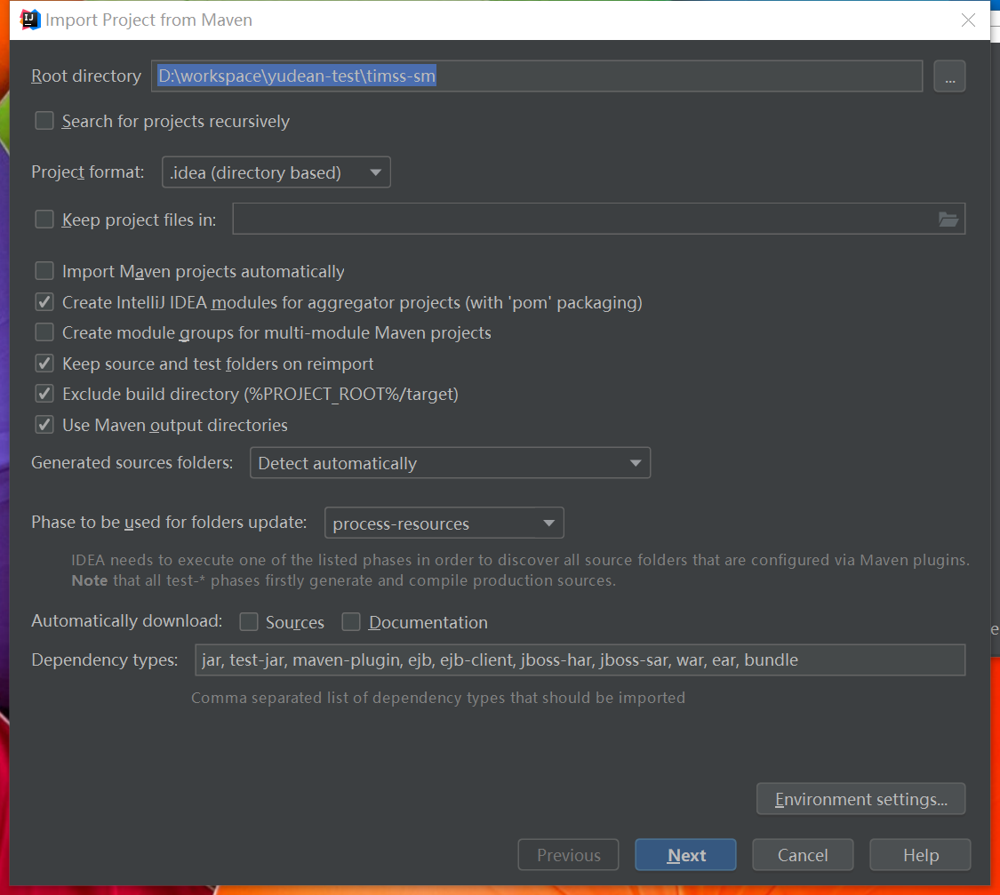 IJ Import Project from Maven
Root directory D:\workspace\yudean-test\timss-sm ...
Search for projects recursively
Project format: .idea (directory based)
Keep project files in:
Import Maven projects automatically
Create IntelliJ IDEA modules for aggregator projects (with 'pom' packaging)
Create module groups for multi-module Maven projects
Keep source and test folders on reimport
Exclude build directory (%PROJECT_ROOT%/target)
Use Maven output directories
Generated sources folders: Detect automatically
Phase to be used for folders update: process-resources
IDEA needs to execute one of the listed phases in order to discover all source folders that are configured via Maven plugins.
Note that all test-* phases firstly generate and compile production sources.
Automatically download: Sources Documentation
Dependency types: jar, test-jar, maven-plugin, ejb, ejb-client, jboss-har, jboss-sar, war, ear, bundle
Comma separated list of dependency types that should be imported
Environment settings...
Previous Next Cancel Help